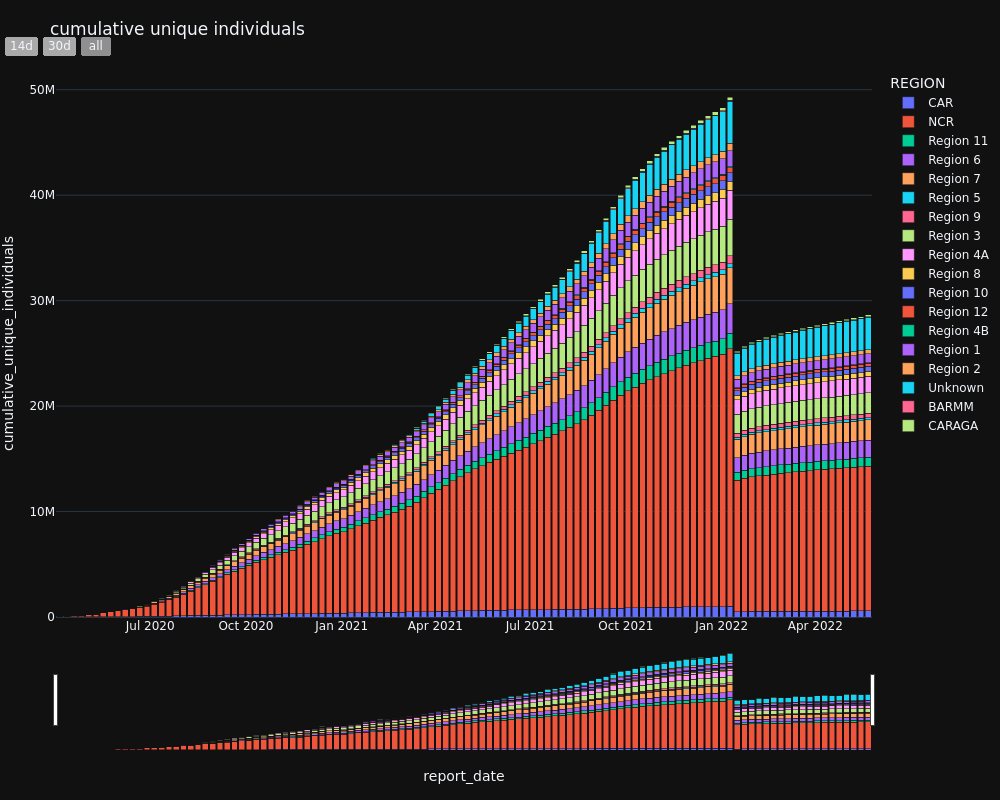 cumulative unique individuals
14d 30d all
REGION
CAR
NCR
Region 11
Region 6
Region 7
Region 5
Region 9
Region 3
Region 4A
Region 8
Region 10
Region 12
Region 4B
Region 1
Region 2
Unknown
BARMM
CARAGA
cumulative_unique_individuals
50M
40M
30M
20M
10M
0
Jul 2020 Oct 2020 Jan 2021 Apr 2021 Jul 2021 Oct 2021 Jan 2022 Apr 2022
report_date